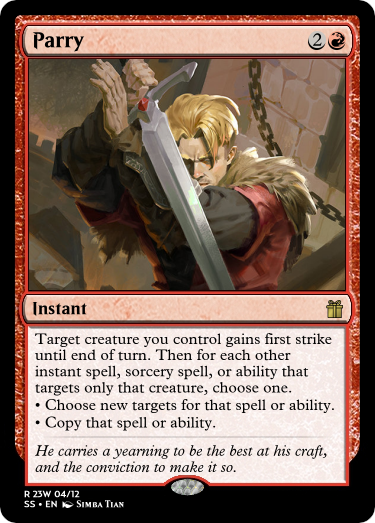 Parry 2
Instant
Target creature you control gains first strike
until end of turn. Then for each other
instant spell, sorcery spell, or ability that
targets only that creature, choose one.
• Choose new targets for that spell or ability.
• Copy that spell or ability.
He carries a yearning to be the best at his craft,
and the conviction to make it so.
R 23W 04/12
SS • EN Simba Tian